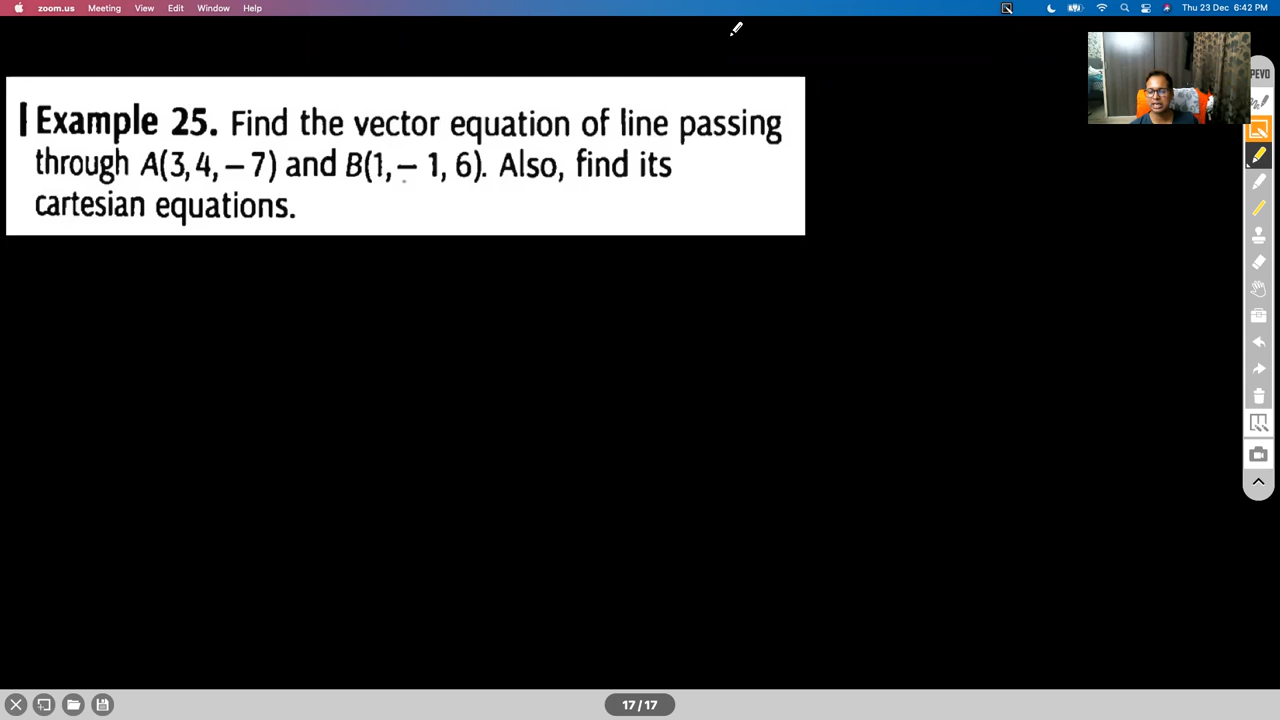 zoom.us Meeting View Edit Window Help Thu 23 Dec 6:42 PM
Example 25. Find the vector equation of line passing
through A(3, 4, – 7) and B(1, – 1, 6). Also, find its
cartesian equations.
17/17